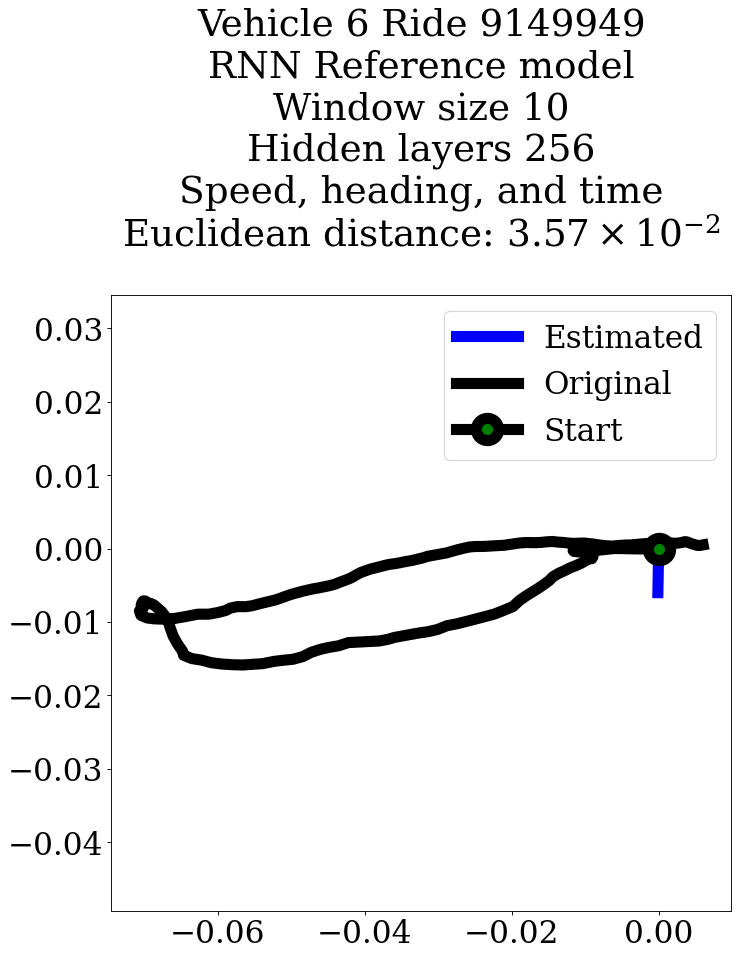 Vehicle 6 Ride 9149949
RNN Reference model
Window size 10
Hidden layers 256
Speed, heading, and time
Euclidean distance: 3.57 × 10⁻²
Estimated
Original
Start
0.03
0.02
0.01
0.00
−0.01
−0.02
−0.03
−0.04
−0.06 −0.04 −0.02 0.00